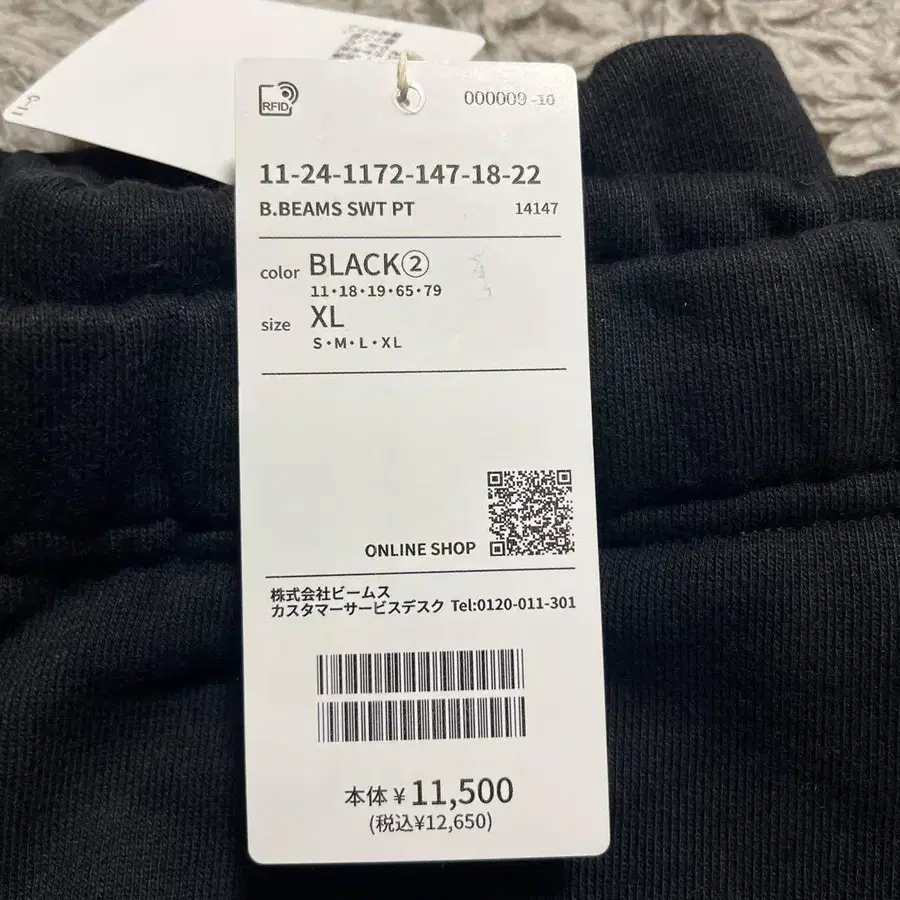 RFID
000009-10
11-24-1172-147-18-22
B.BEAMS SWT PT 14147
color BLACK②
11・18・19・65・79
size XL
S・M・L・XL
ONLINE SHOP
株式会社ビームス
カスタマーサービスデスク Tel:0120-011-301
本体 ¥ 11,500
(税込¥12,650)